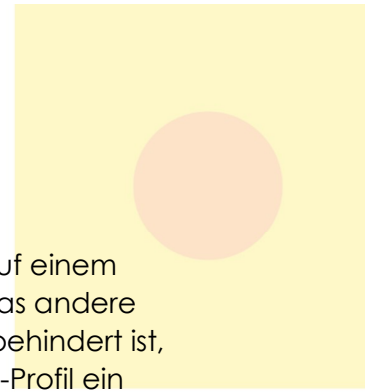 uf einem
as andere
behindert ist,
-Profil ein